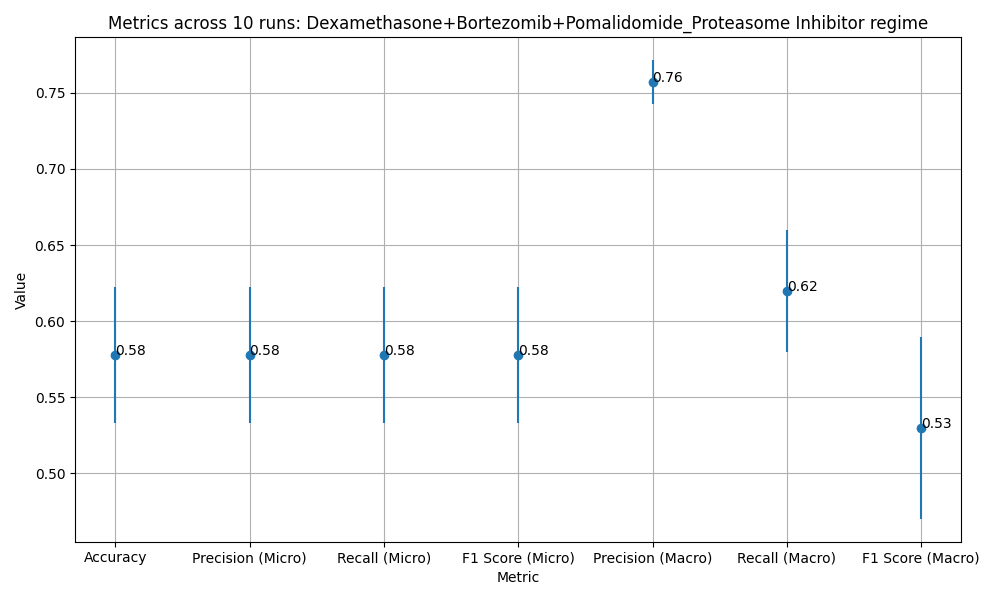 Metrics across 10 runs: Dexamethasone+Bortezomib+Pomalidomide_Proteasome Inhibitor regime
Value
0.75
0.70
0.65
0.60
0.55
0.50
0.58
0.58
0.58
0.58
0.76
0.62
0.53
Accuracy
Precision (Micro)
Recall (Micro)
F1 Score (Micro)
Precision (Macro)
Recall (Macro)
F1 Score (Macro)
Metric